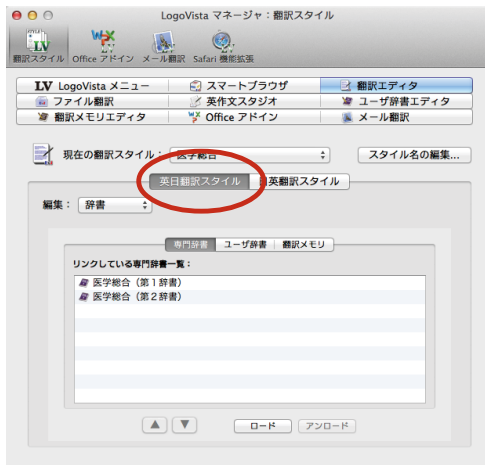 LogoVista マネージャ：翻訳スタイル
翻訳スタイル Office アドイン メール翻訳 Safari 機能拡張
LV LogoVista メニュー スマートブラウザ 翻訳エディタ
ファイル翻訳 英作文スタジオ ユーザ辞書エディタ
翻訳メモリエディタ Office アドイン メール翻訳
現在の翻訳スタイル： 医学総合 スタイル名の編集...
英日翻訳スタイル 日英翻訳スタイル
編集： 辞書
専門辞書 ユーザ辞書 翻訳メモリ
リンクしている専門辞書一覧：
医学総合（第１辞書）
医学総合（第２辞書）
ロード アンロード